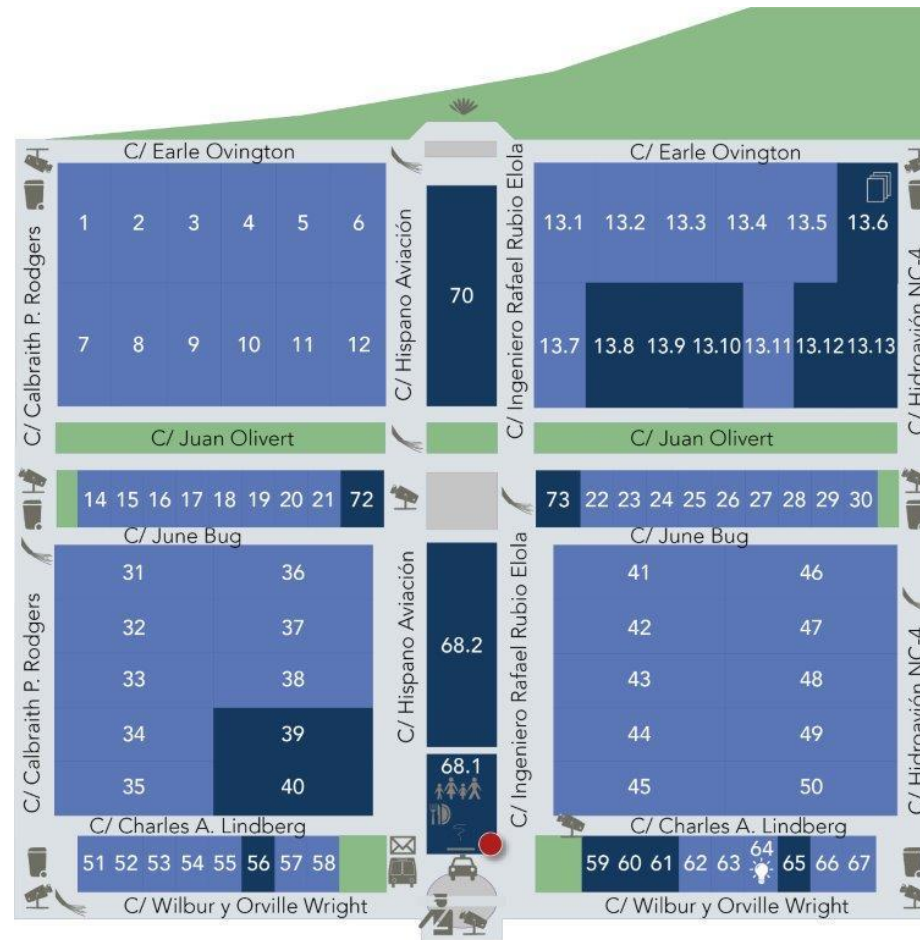 C/ Earle Ovington
C/ Earle Ovington
1 2 3 4 5 6
13.1 13.2 13.3 13.4 13.5 13.6
C/ Calbraith P. Rodgers
C/ Hispano Aviación
70
C/ Ingeniero Rafael Rubio Elola
C/ Hidroavión NC-4
7 8 9 10 11 12
13.7 13.8 13.9 13.10 13.11 13.12 13.13
C/ Juan Olivert
C/ Juan Olivert
14 15 16 17 18 19 20 21 72
73 22 23 24 25 26 27 28 29 30
C/ June Bug
C/ June Bug
31 36
41 46
32 37
42 47
C/ Calbraith P. Rodgers
C/ Hispano Aviación
68.2
C/ Ingeniero Rafael Rubio Elola
C/ Hidroavión NC-4
33 38
43 48
34 39
44 49
68.1
35 40
45 50
C/ Charles A. Lindberg
C/ Charles A. Lindberg
51 52 53 54 55 56 57 58
59 60 61 62 63 64 65 66 67
C/ Wilbur y Orville Wright
C/ Wilbur y Orville Wright